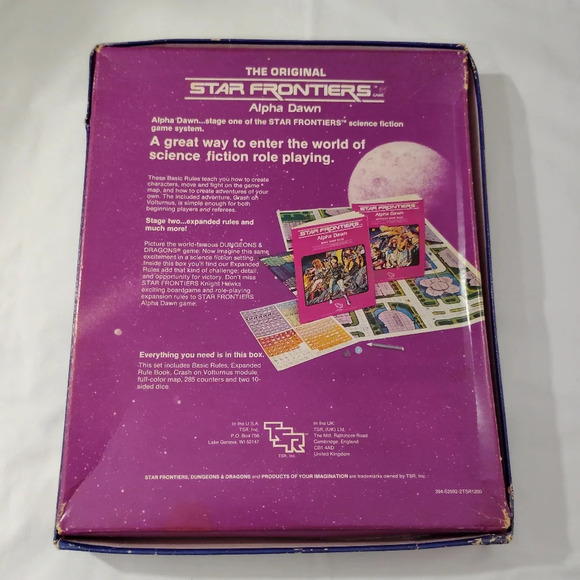 THE ORIGINAL
STAR FRONTIERS™ GAME
Alpha Dawn
Alpha Dawn...stage one of the STAR FRONTIERS™ science fiction
game system.
A great way to enter the world of
science fiction role playing.
These Basic Rules teach you how to create
characters, move and fight on the game
map, and how to create adventures of your
own. The included adventure, Crash on
Volturnus, is simple enough for both
beginning players and referees.
Stage two...expanded rules and
much more!
Picture the world-famous DUNGEONS &
DRAGONS® game. Now imagine this same
excitement in a science fiction setting.
Inside this box you'll find our Expanded
Rules add that kind of challenge, detail,
and opportunity for victory. Don't miss
STAR FRONTIERS Knight Hawks
exciting boardgame and role-playing
expansion rules to STAR FRONTIERS
Alpha Dawn game.
STAR FRONTIERS
Alpha Dawn
STAR FRONTIERS
Alpha Dawn
Everything you need is in this box.
This set includes Basic Rules, Expanded
Rule Book, Crash on Volturnus module,
full-color map, 285 counters and two 10-
sided dice.
In the U.S.A.
TSR, Inc.
P.O. Box 756
Lake Geneva, WI 53147
TSR
TSR, Inc.
In the UK:
TSR, (UK) Ltd.
The Mill, Rathmore Road
Cambridge, England
CB1 4AD
United Kingdom
STAR FRONTIERS, DUNGEONS & DRAGONS and PRODUCTS OF YOUR IMAGINATION are trademarks owned by TSR, Inc.